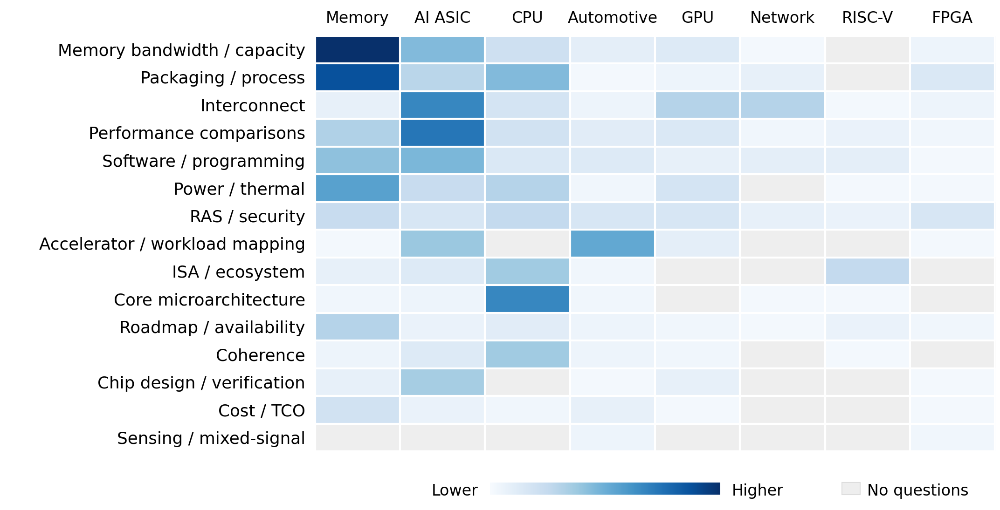 Memory AI ASIC CPU Automotive GPU Network RISC-V FPGA
Memory bandwidth / capacity
Packaging / process
Interconnect
Performance comparisons
Software / programming
Power / thermal
RAS / security
Accelerator / workload mapping
ISA / ecosystem
Core microarchitecture
Roadmap / availability
Coherence
Chip design / verification
Cost / TCO
Sensing / mixed-signal
Lower Higher No questions